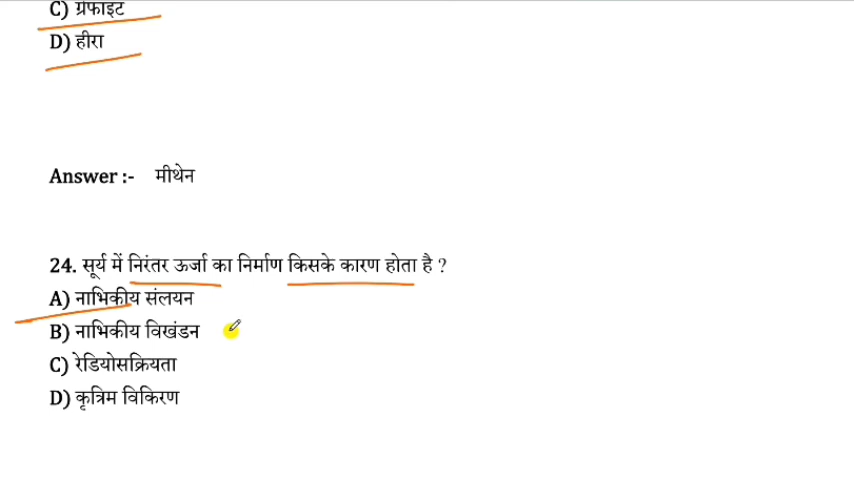 C) ग्रेफाइट
D) हीरा
Answer :- मीथेन
24. सूर्य में निरंतर ऊर्जा का निर्माण किसके कारण होता है ?
A) नाभिकीय संलयन
B) नाभिकीय विखंडन
C) रेडियोसक्रियता
D) कृत्रिम विकिरण